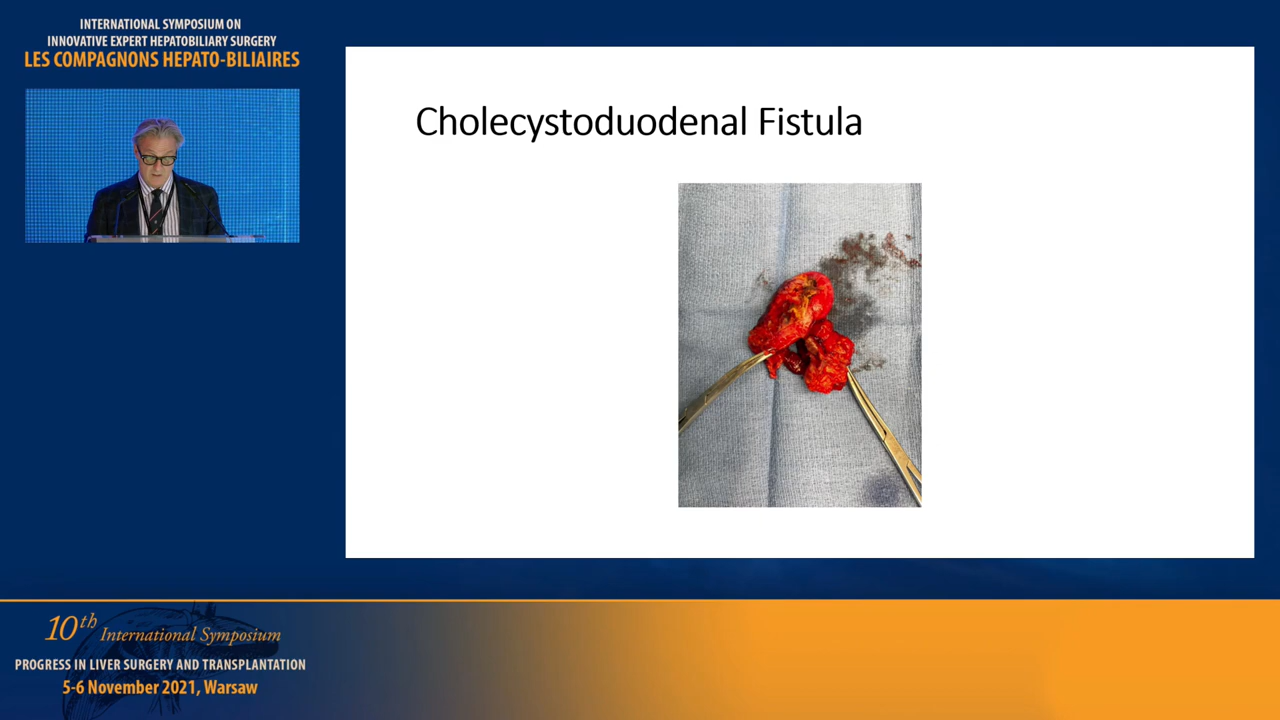 INTERNATIONAL SYMPOSIUM ON
INNOVATIVE EXPERT HEPATOBILIARY SURGERY
LES COMPAGNONS HEPATO-BILIAIRES
Cholecystoduodenal Fistula
10th International Symposium
PROGRESS IN LIVER SURGERY AND TRANSPLANTATION
5-6 November 2021, Warsaw